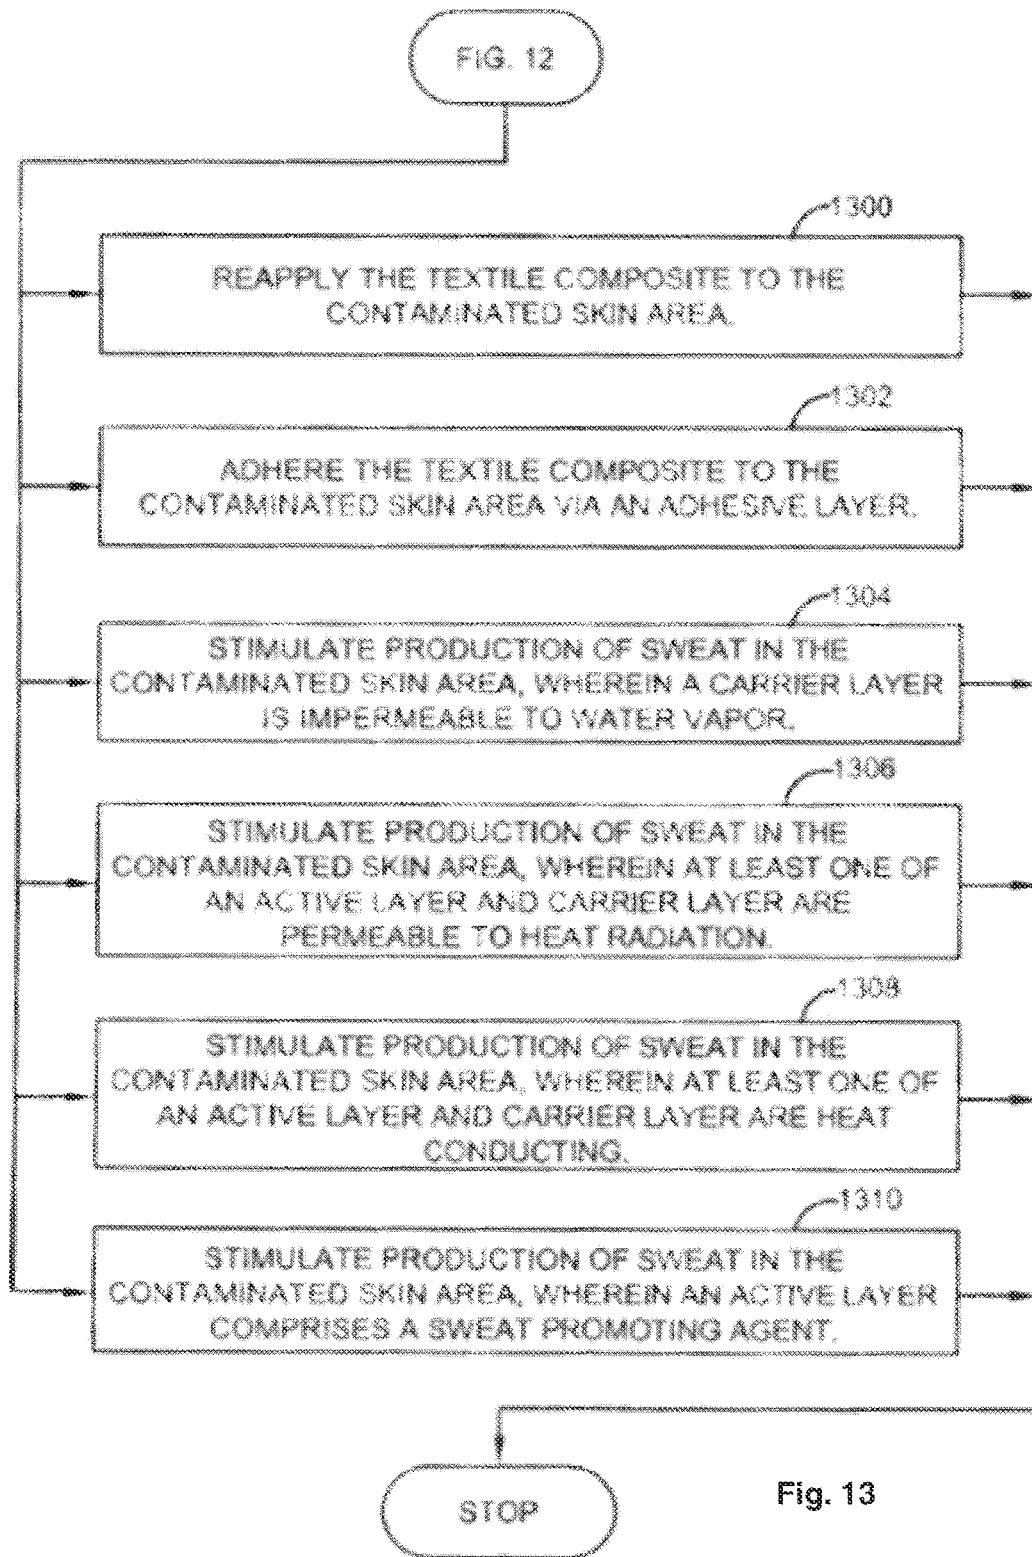 FIG. 12
1300
REAPPLY THE TEXTILE COMPOSITE TO THE
CONTAMINATED SKIN AREA.
1302
ADHERE THE TEXTILE COMPOSITE TO THE
CONTAMINATED SKIN AREA VIA AN ADHESIVE LAYER.
1304
STIMULATE PRODUCTION OF SWEAT IN THE
CONTAMINATED SKIN AREA, WHEREIN A CARRIER LAYER
IS IMPERMEABLE TO WATER VAPOR.
1306
STIMULATE PRODUCTION OF SWEAT IN THE
CONTAMINATED SKIN AREA, WHEREIN AT LEAST ONE OF
AN ACTIVE LAYER AND CARRIER LAYER ARE
PERMEABLE TO HEAT RADIATION.
1308
STIMULATE PRODUCTION OF SWEAT IN THE
CONTAMINATED SKIN AREA, WHEREIN AT LEAST ONE OF
AN ACTIVE LAYER AND CARRIER LAYER ARE HEAT
CONDUCTING.
1310
STIMULATE PRODUCTION OF SWEAT IN THE
CONTAMINATED SKIN AREA, WHEREIN AN ACTIVE LAYER
COMPRISES A SWEAT PROMOTING AGENT.
STOP
Fig. 13